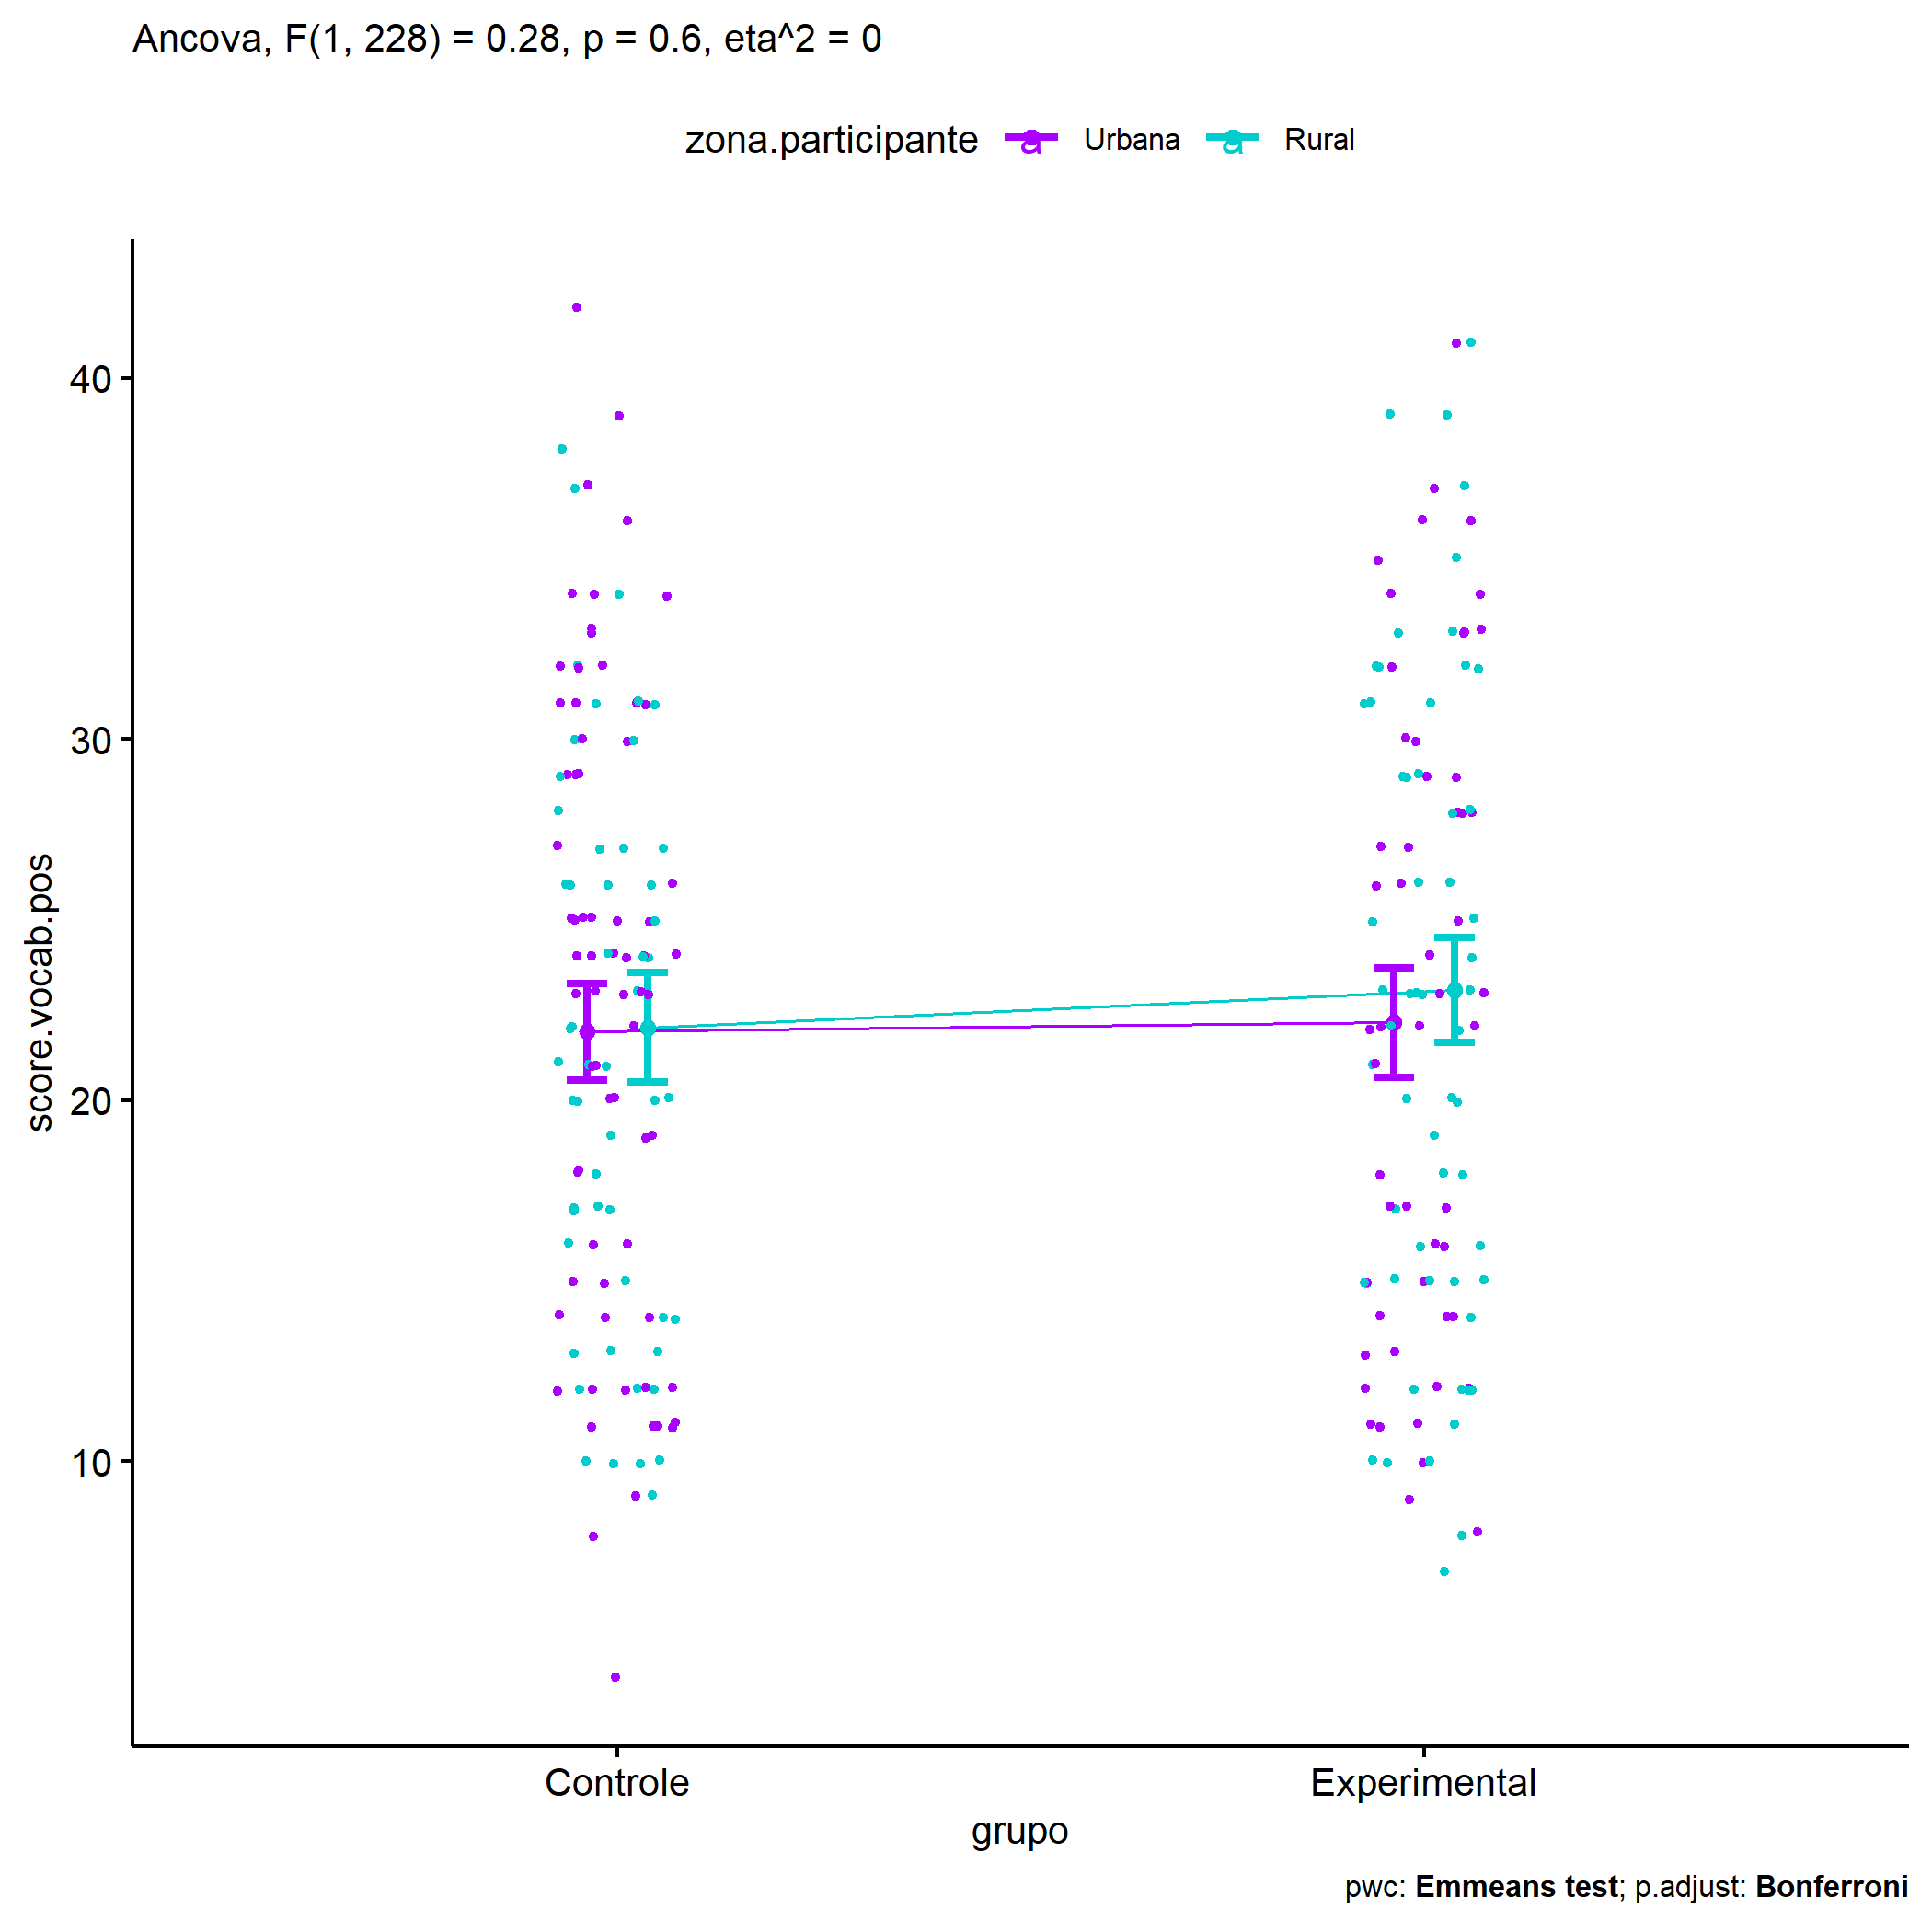 Ancova, F(1, 228) = 0.28, p = 0.6, eta^2 = 0
zona.participante a Urbana a Rural
score.vocab.pos
40
30
20
10
Controle Experimental
grupo
pwc: Emmeans test; p.adjust: Bonferroni